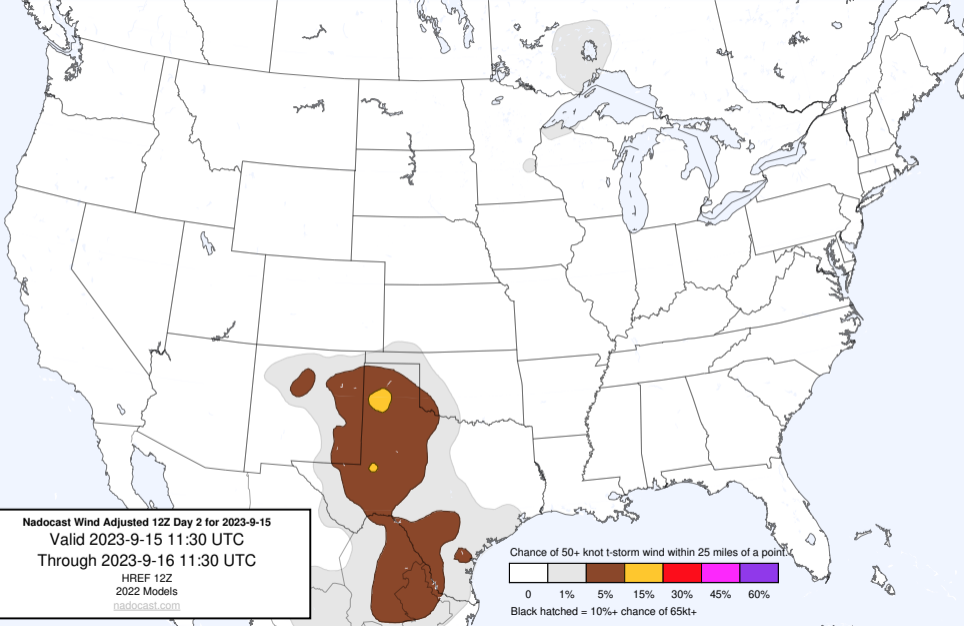 Nadocast Wind Adjusted 12Z Day 2 for 2023-9-15
Valid 2023-9-15 11:30 UTC
Through 2023-9-16 11:30 UTC
HREF 12Z
2022 Models
nadocast.com
Chance of 50+ knot t-storm wind within 25 miles of a point.
0 1% 5% 15% 30% 45% 60%
Black hatched = 10%+ chance of 65kt+